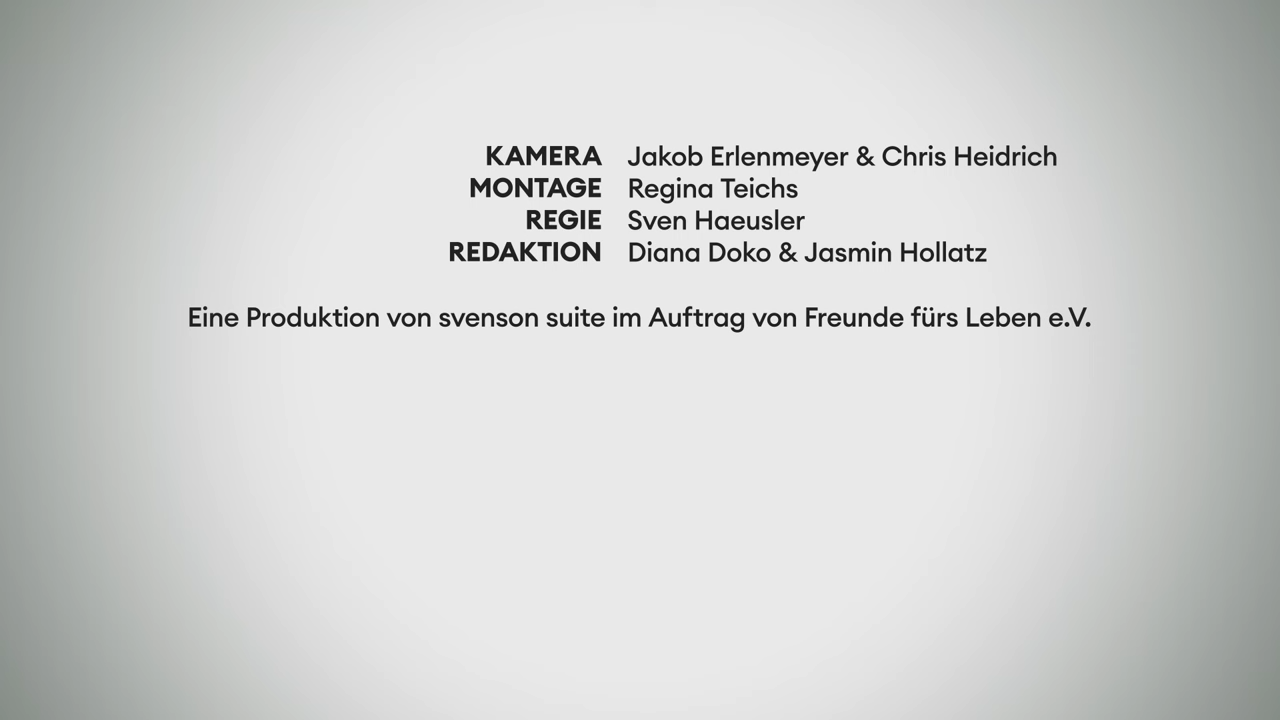 KAMERA Jakob Erlenmeyer & Chris Heidrich
MONTAGE Regina Teichs
REGIE Sven Haeusler
REDAKTION Diana Doko & Jasmin Hollatz
Eine Produktion von svenson suite im Auftrag von Freunde fürs Leben e.V.